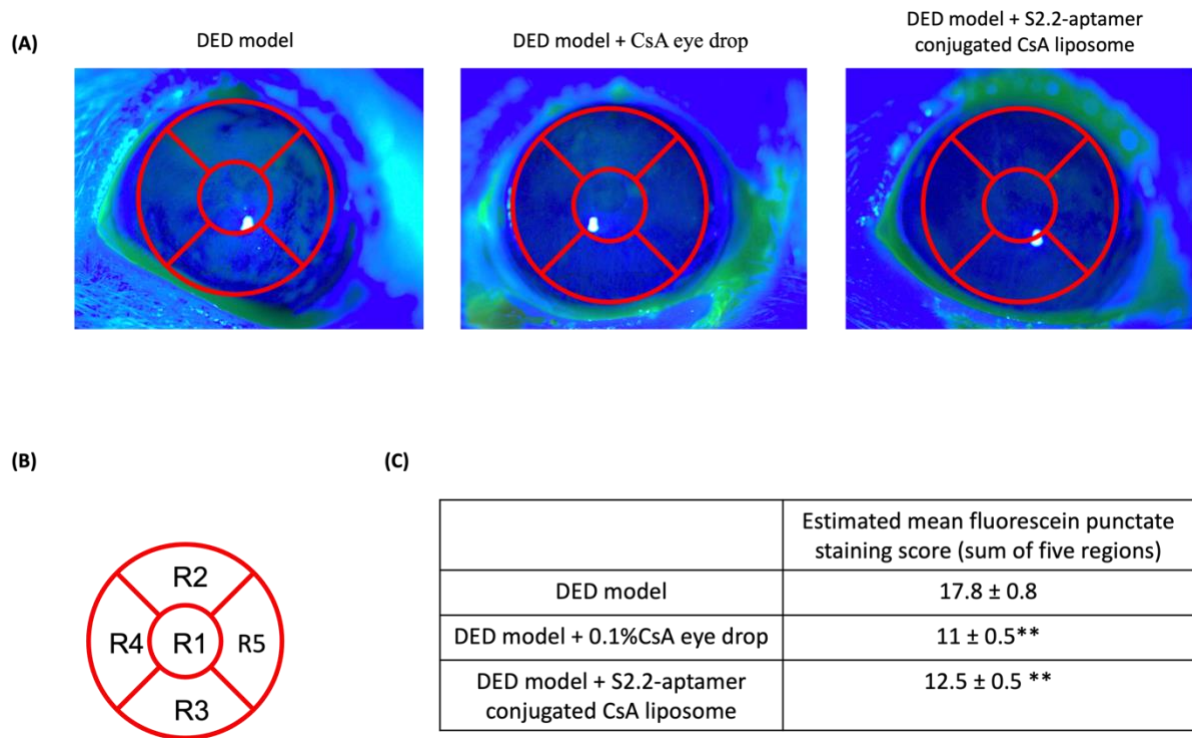 (A)
DED model
DED model + CsA eye drop
DED model + S2.2-aptamer
conjugated CsA liposome
(B)
R2
R4
R1
R5
R3
(C)
Estimated mean fluorescein punctate
staining score (sum of five regions)
DED model
17.8 ± 0.8
DED model + 0.1%CsA eye drop
11 ± 0.5**
DED model + S2.2-aptamer
conjugated CsA liposome
12.5 ± 0.5 **